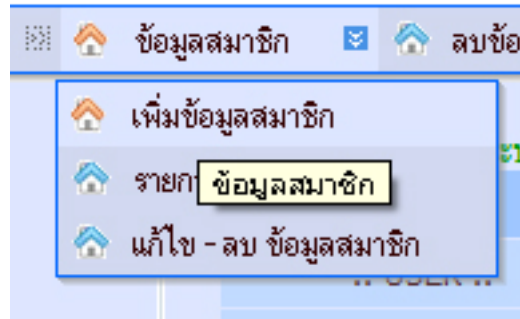 ข้อมูลสมาชิก ลบข้อ
เพิ่มข้อมูลสมาชิก
รายกา ข้อมูลสมาชิก
แก้ไข - ลบ ข้อมูลสมาชิก